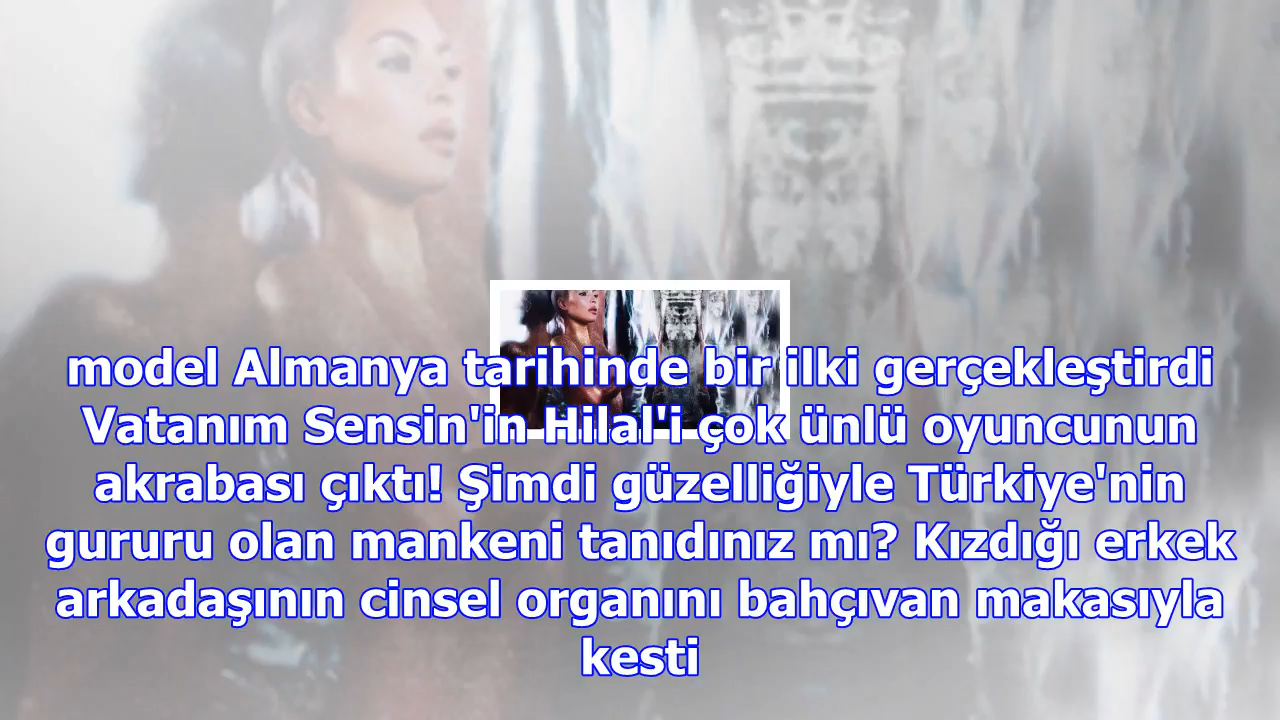 model Almanya tarihinde bir ilki gerçekleştirdi
Vatanım Sensin'in Hilal'i çok ünlü oyuncunun
akrabası çıktı! Şimdi güzelliğiyle Türkiye'nin
gururu olan mankeni tanıdınız mı? Kızdığı erkek
arkadaşının cinsel organını bahçıvan makasıyla
kesti